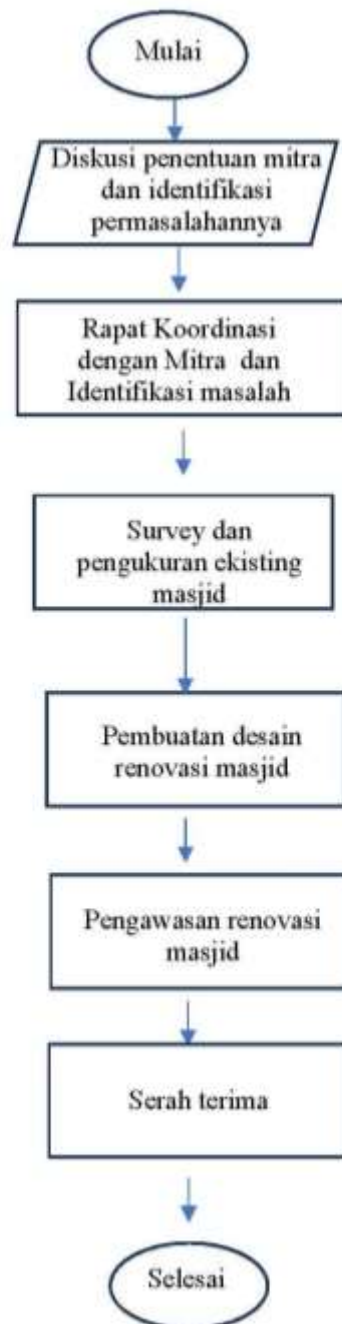 Mulai
Diskusi penentuan mitra
dan identifikasi
permasalahannya
Rapat Koordinasi
dengan Mitra dan
Identifikasi masalah
Survey dan
pengukuran ekisting
masjid
Pembuatan desain
renovasi masjid
Pengawasan renovasi
masjid
Serah terima
Selesai